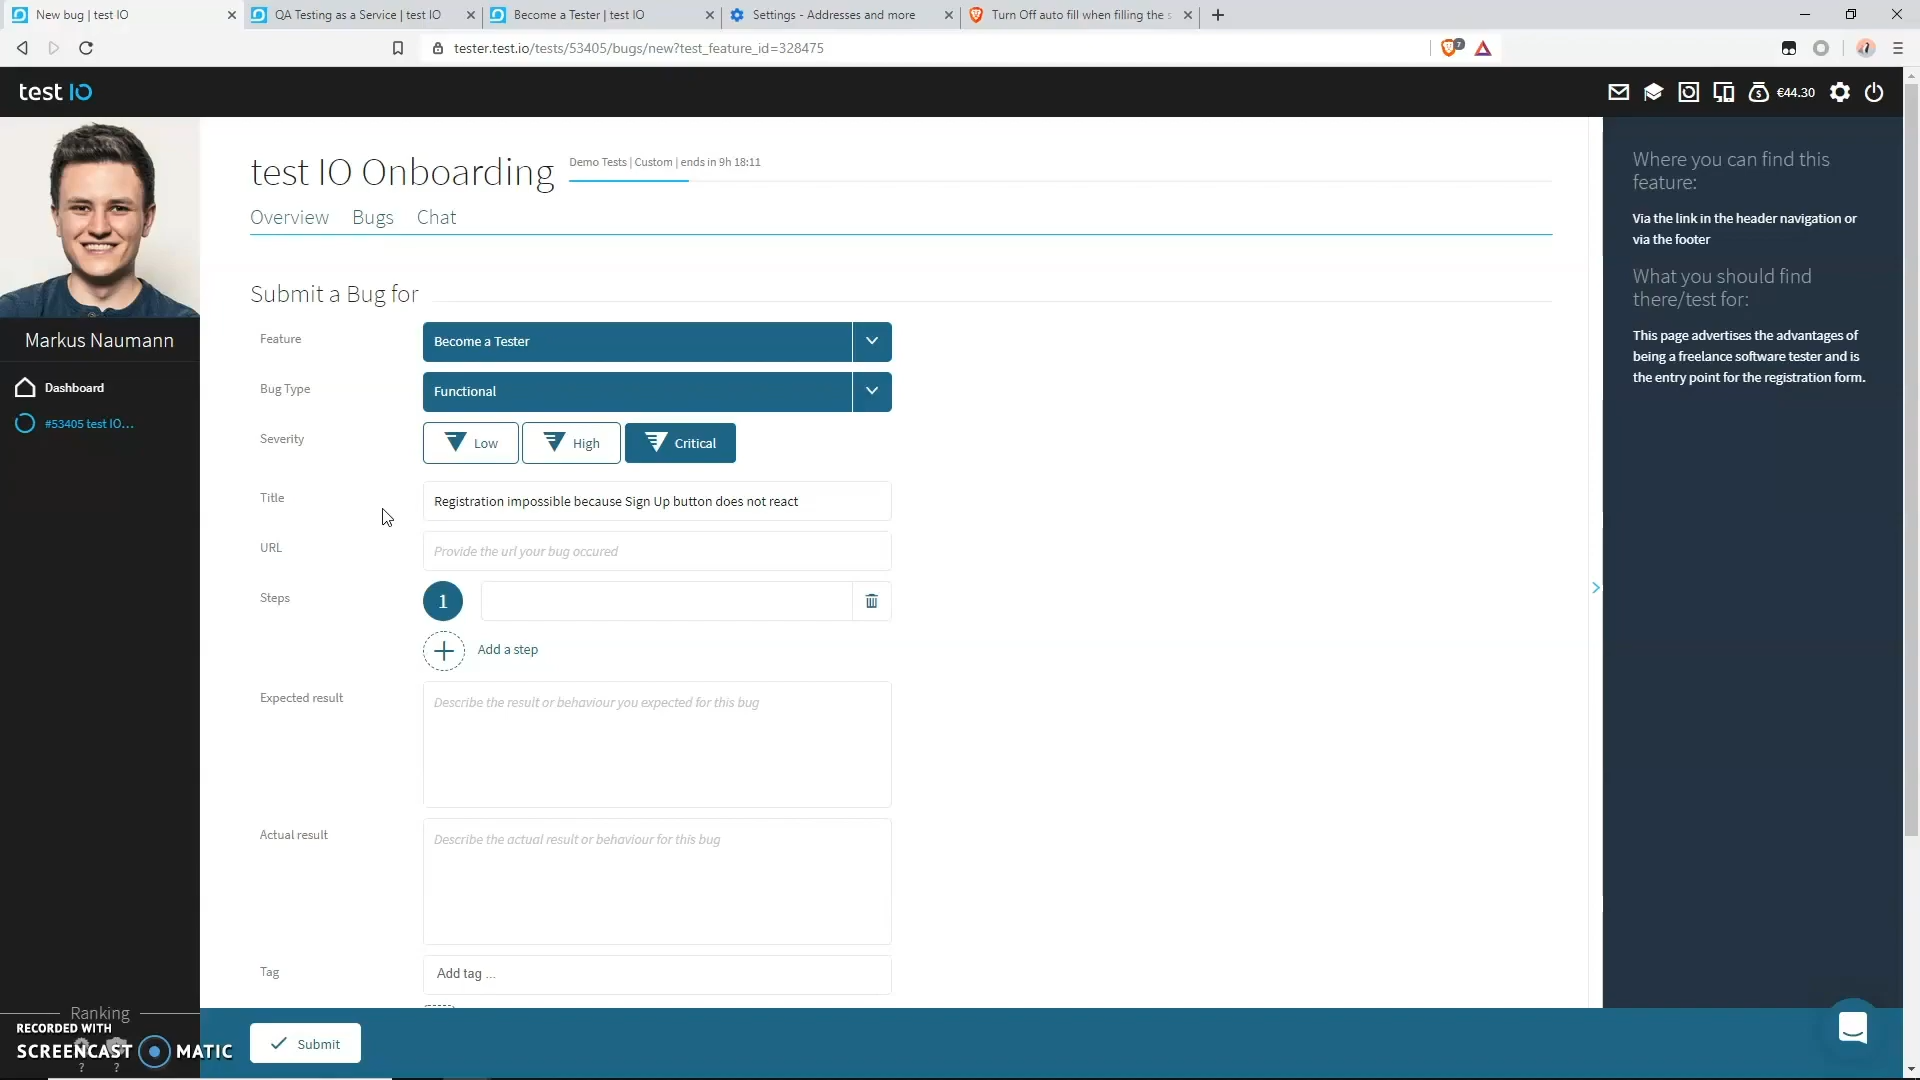 New bug | test IO
QA Testing as a Service | test IO
Become a Tester | test IO
Settings - Addresses and more
Turn Off auto fill when filling the s
tester.test.io/tests/53405/bugs/new?test_feature_id=328475
7
test IO
€44.30
test IO Onboarding
Demo Tests | Custom | ends in 9h 18:11
Overview
Bugs
Chat
Markus Naumann
Dashboard
#53405 test IO...
Submit a Bug for
Feature
Become a Tester
Bug Type
Functional
Severity
Low
High
Critical
Title
Registration impossible because Sign Up button does not react
URL
Provide the url your bug occured
Steps
1
Add a step
Expected result
Describe the result or behaviour you expected for this bug
Actual result
Describe the actual result or behaviour for this bug
Tag
Add tag ...
Submit
Where you can find this
feature:
Via the link in the header navigation or
via the footer
What you should find
there/test for:
This page advertises the advantages of
being a freelance software tester and is
the entry point for the registration form.
Ranking
RECORDED WITH
SCREENCAST MATIC
? ?